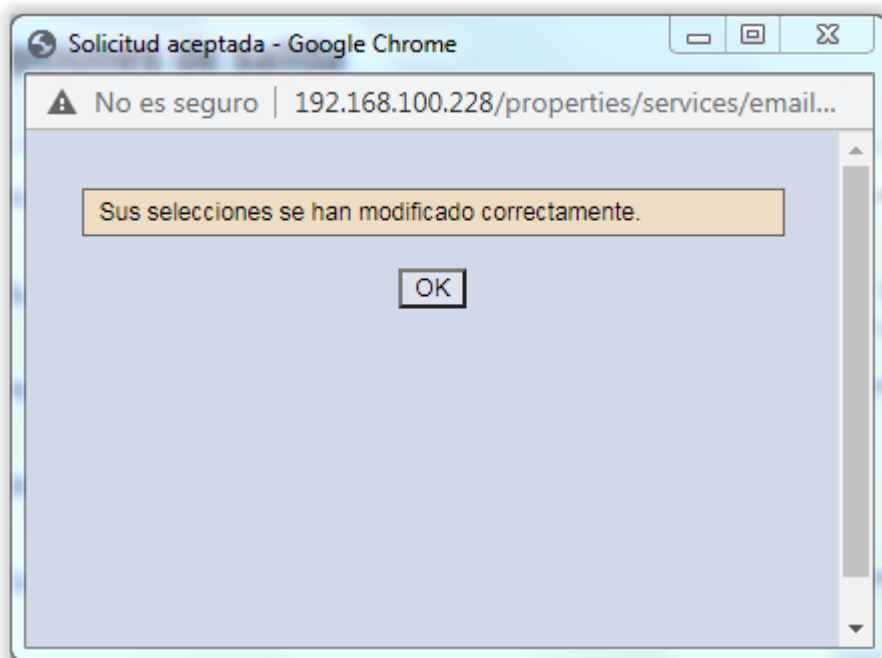 Solicitud aceptada - Google Chrome
No es seguro | 192.168.100.228/properties/services/email...
Sus selecciones se han modificado correctamente.
OK